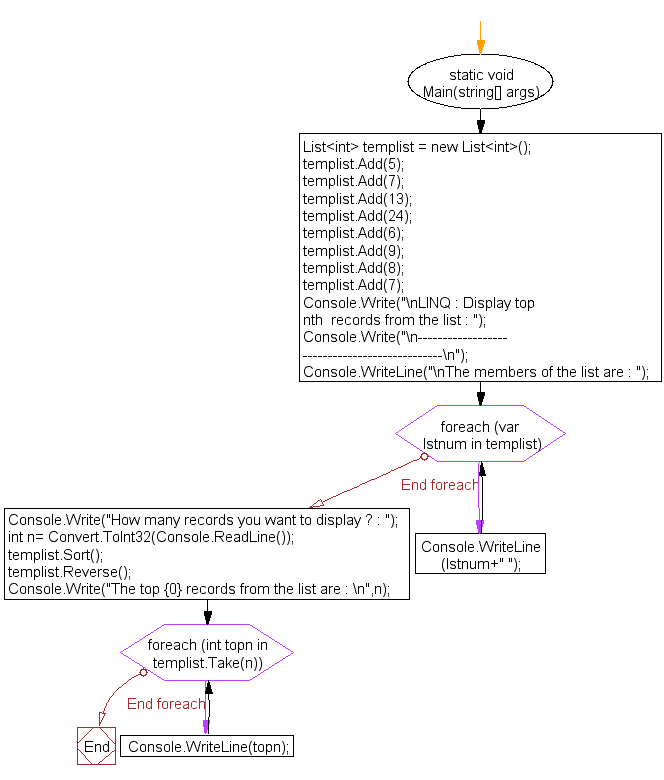 static void
Main(string[] args)
List<int> templist = new List<int>();
templist.Add(5);
templist.Add(7);
templist.Add(13);
templist.Add(24);
templist.Add(6);
templist.Add(9);
templist.Add(8);
templist.Add(7);
Console.Write("\nLINQ : Display top
nth  records from the list : ");
Console.Write("\n------------------
----------------------------\n");
Console.WriteLine("\nThe members of the list are : ");
foreach (var
lstnum in templist)
End foreach
Console.WriteLine
(lstnum+" ");
Console.Write("How many records you want to display ? : ");
int n= Convert.ToInt32(Console.ReadLine());
templist.Sort();
templist.Reverse();
Console.Write("The top {0} records from the list are : \n",n);
foreach (int topn in
templist.Take(n))
End foreach
End
Console.WriteLine(topn);